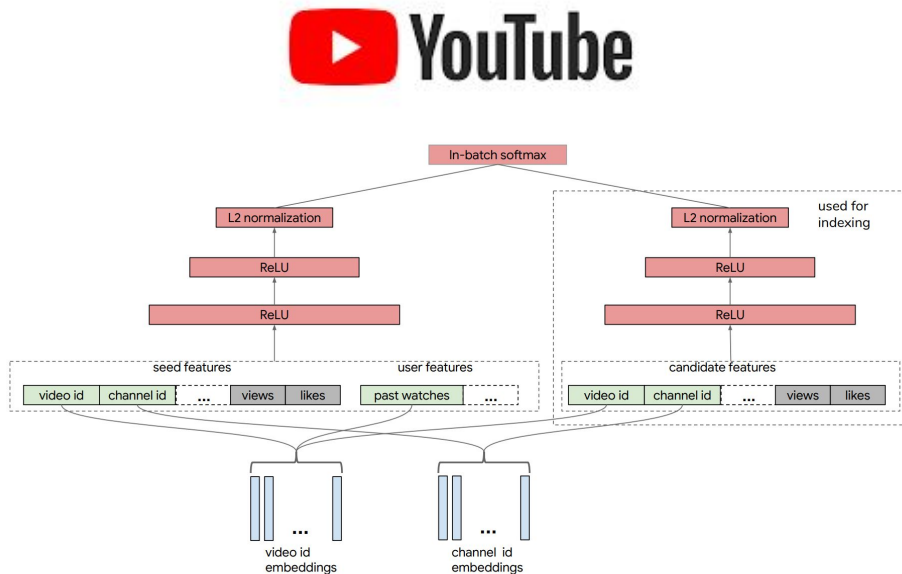 YouTube
In-batch softmax
L2 normalization
L2 normalization
used for
indexing
ReLU
ReLU
ReLU
ReLU
seed features
user features
candidate features
video id channel id ... views likes
past watches ...
video id channel id ... views likes
...
...
video id
embeddings
channel id
embeddings